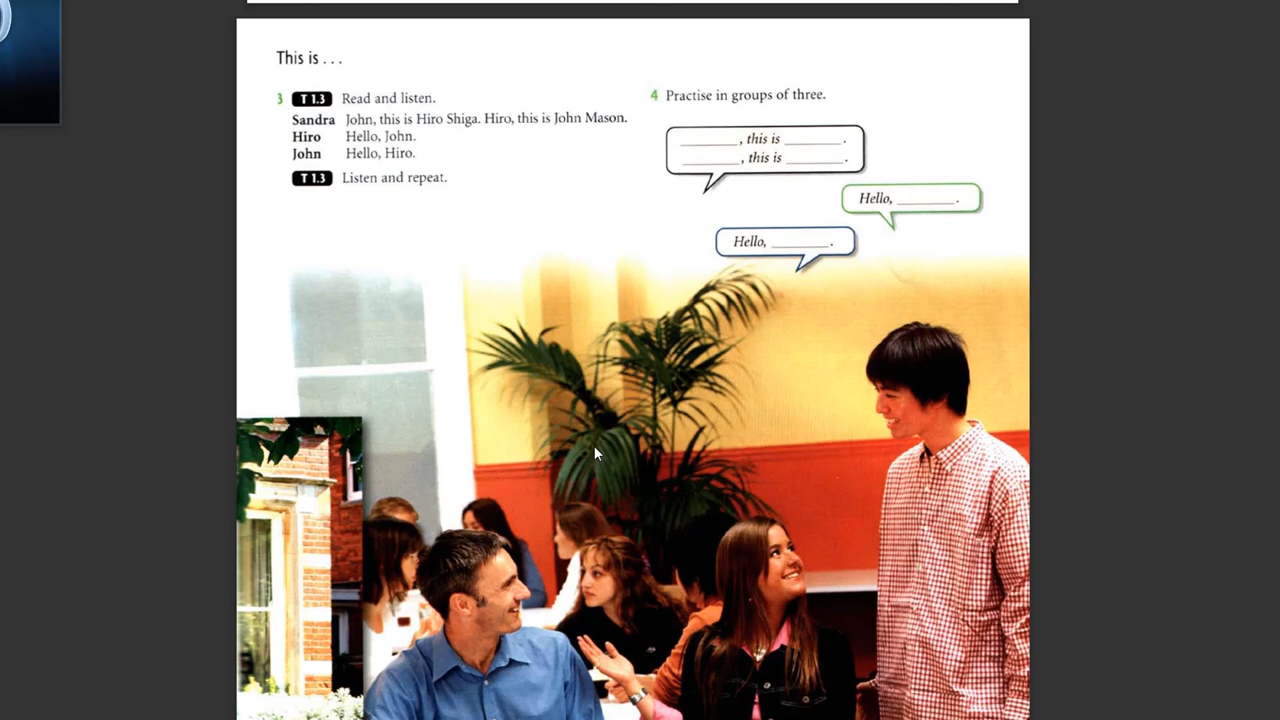 This is . . .
3 T 1.3 Read and listen.
Sandra John, this is Hiro Shiga. Hiro, this is John Mason.
Hiro Hello, John.
John Hello, Hiro.
T 1.3 Listen and repeat.
4 Practise in groups of three.
________, this is ________.
________, this is ________.
Hello, ________.
Hello, ________.